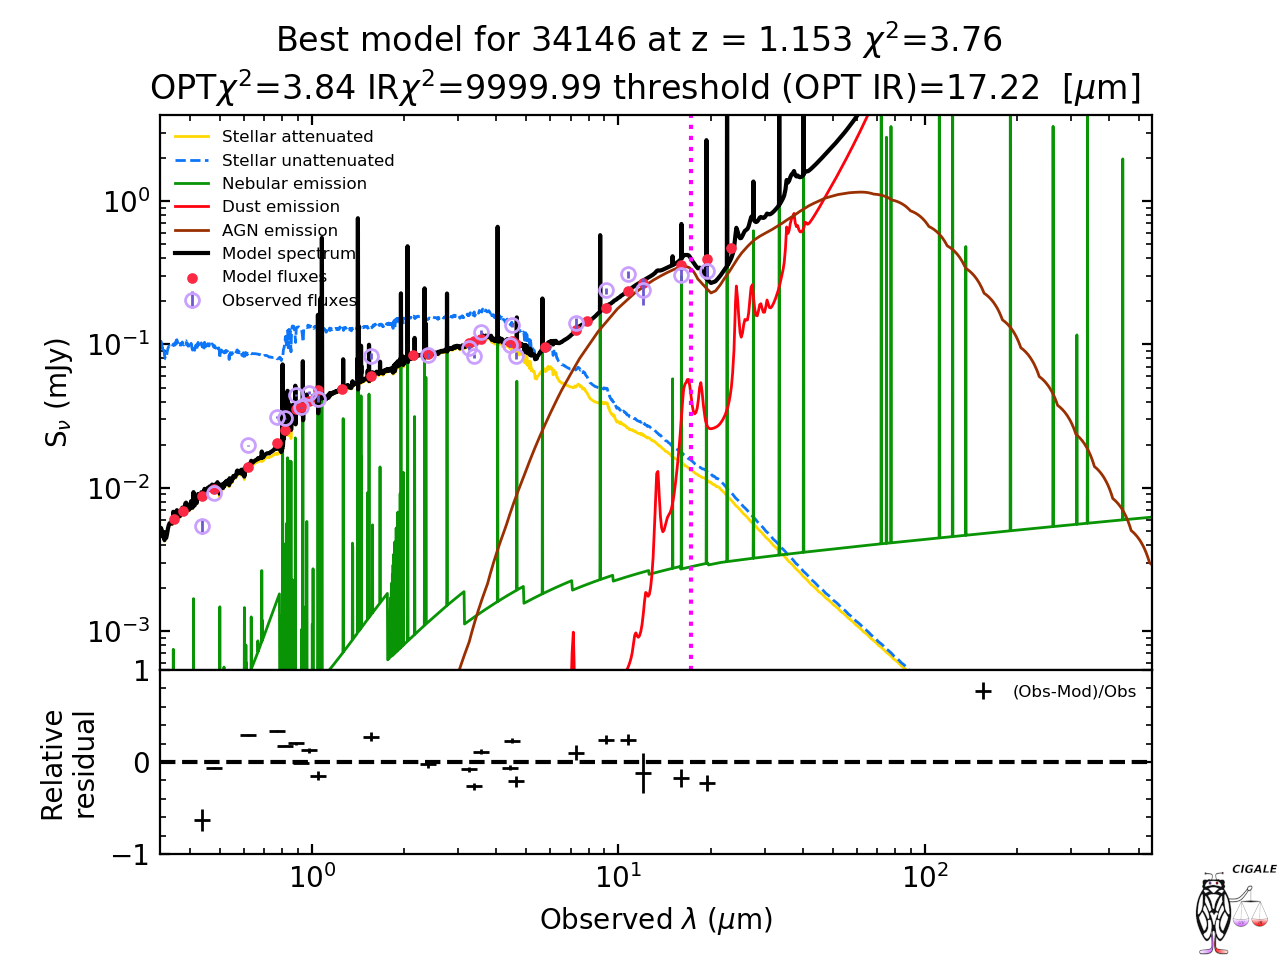 Best model for 34146 at z = 1.153 χ²=3.76
OPTχ²=3.84 IRχ²=9999.99 threshold (OPT IR)=17.22 [μm]
Stellar attenuated
Stellar unattenuated
Nebular emission
Dust emission
AGN emission
Model spectrum
Model fluxes
Observed fluxes
10⁰
10⁻¹
10⁻²
10⁻³
S_ν (mJy)
1
0
−1
Relative
residual
(Obs-Mod)/Obs
10⁰ 10¹ 10²
Observed λ (μm)
CIGALE